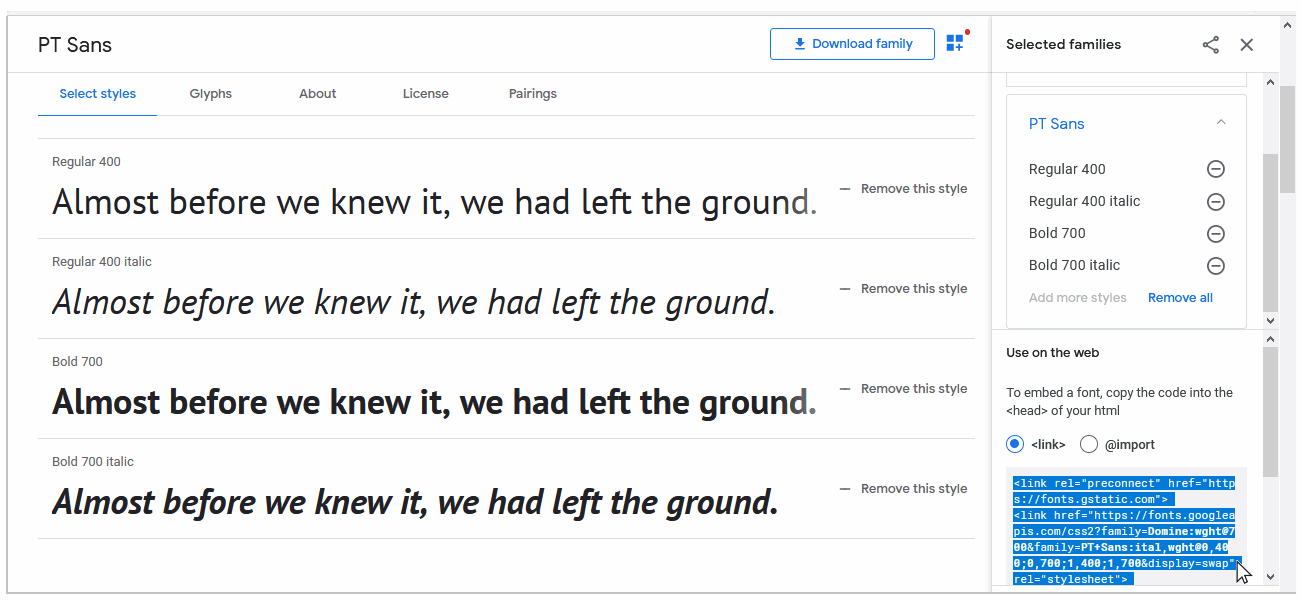 PT Sans
Download family
Select styles
Glyphs
About
License
Pairings
Regular 400
Almost before we knew it, we had left the ground.
Remove this style
Regular 400 italic
Almost before we knew it, we had left the ground.
Remove this style
Bold 700
Almost before we knew it, we had left the ground.
Remove this style
Bold 700 italic
Almost before we knew it, we had left the ground.
Remove this style
Selected families
PT Sans
Regular 400
Regular 400 italic
Bold 700
Bold 700 italic
Add more styles
Remove all
Use on the web
To embed a font, copy the code into the
<head> of your html
<link>
@import
<link rel="preconnect" href="http
s://fonts.gstatic.com">
<link href="https://fonts.googlea
pis.com/css2?family=Domine:wght@7
00&family=PT+Sans:ital,wght@0,40
0;0,700;1,400;1,700&display=swap"
rel="stylesheet">